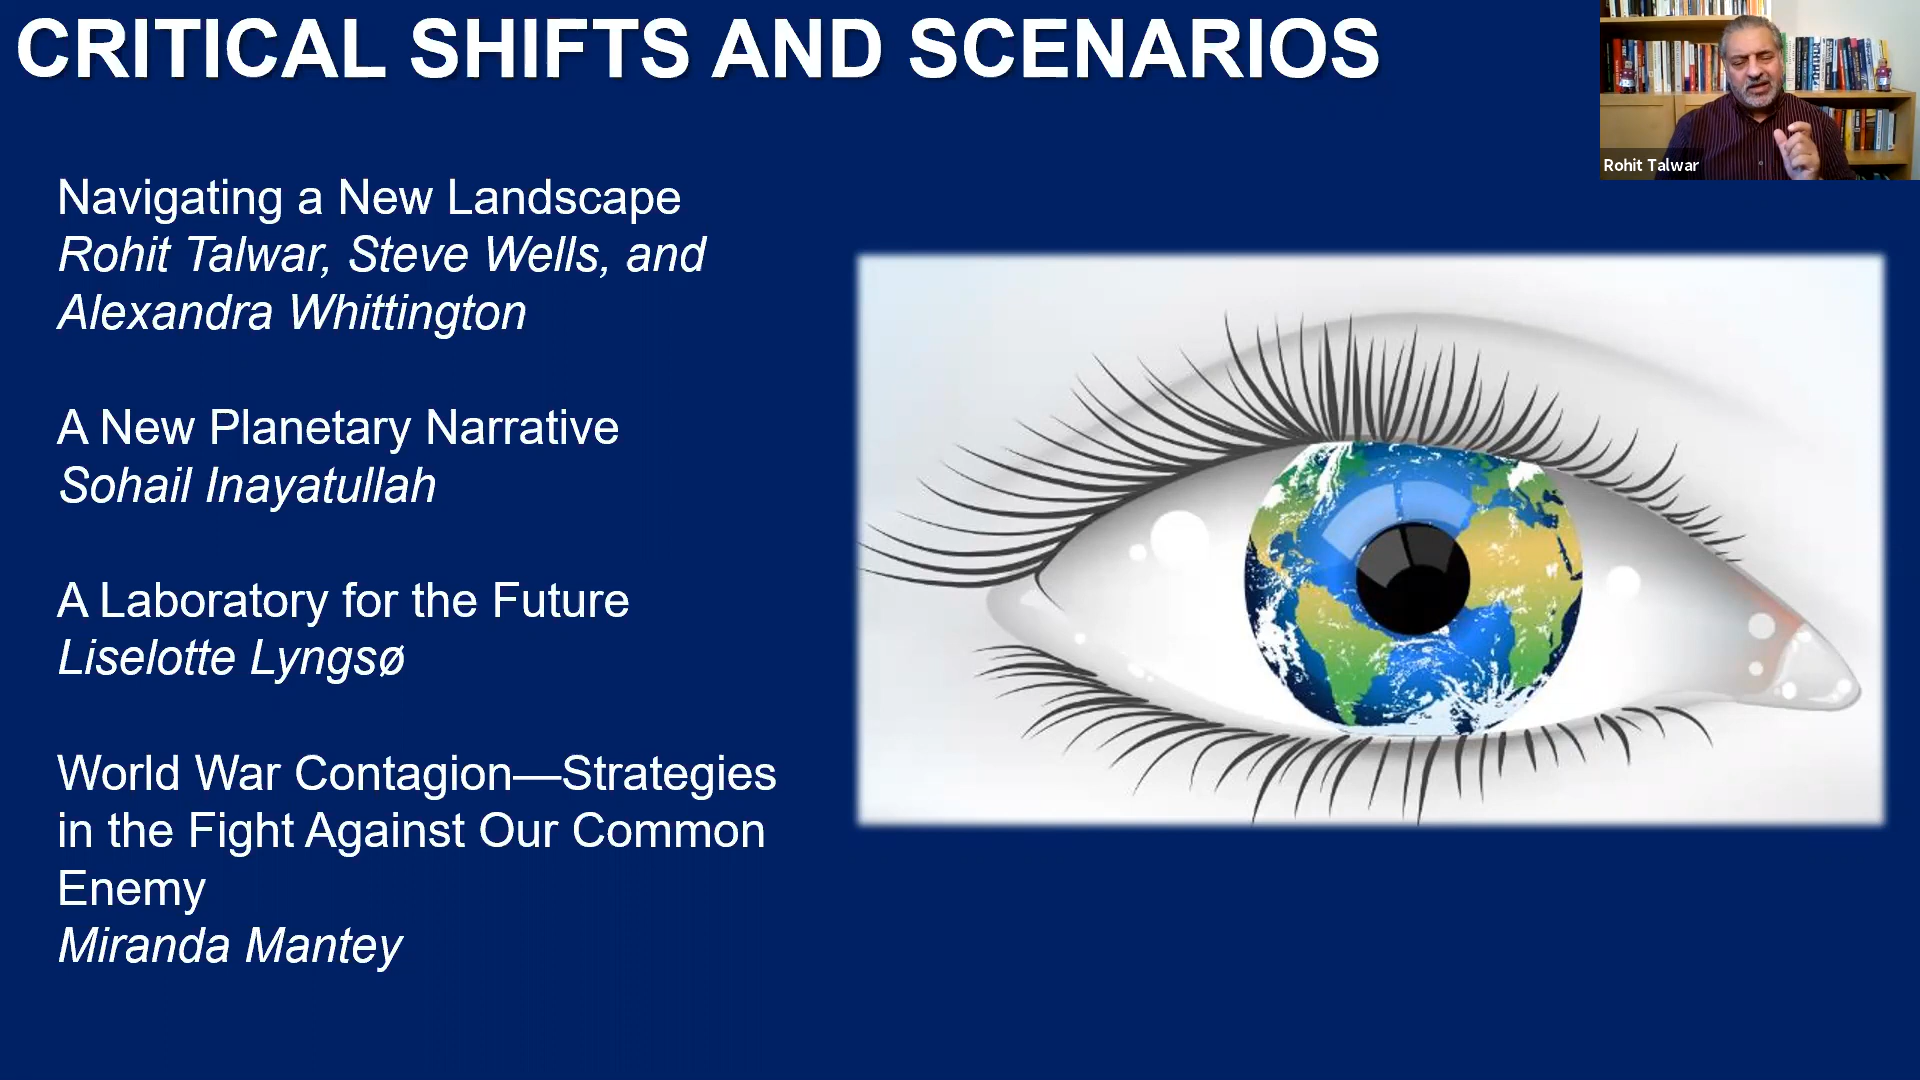 CRITICAL SHIFTS AND SCENARIOS
Rohit Talwar
Navigating a New Landscape
Rohit Talwar, Steve Wells, and
Alexandra Whittington
A New Planetary Narrative
Sohail Inayatullah
A Laboratory for the Future
Liselotte Lyngsø
World War Contagion—Strategies
in the Fight Against Our Common
Enemy
Miranda Mantey